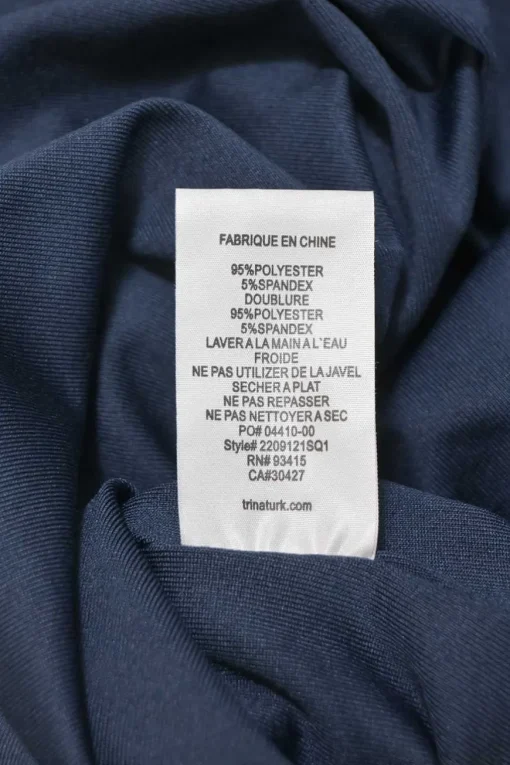 FABRIQUE EN CHINE
95%POLYESTER
5%SPANDEX
DOUBLURE
95%POLYESTER
5%SPANDEX
LAVER A LA MAIN A L`EAU
FROIDE
NE PAS UTILIZER DE LA JAVEL
SECHER A PLAT
NE PAS REPASSER
NE PAS NETTOYER A SEC
PO# 04410-00
Style# 2209121SQ1
RN# 93415
CA#30427
trinaturk.com